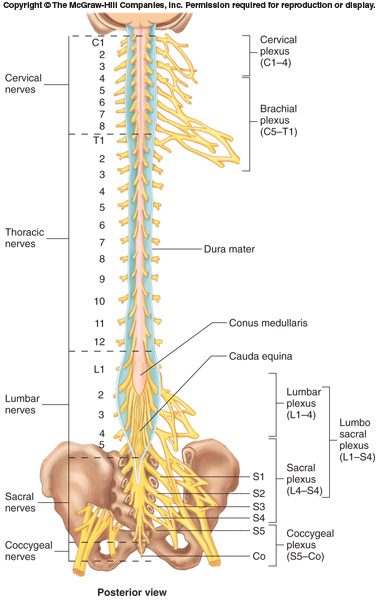 Copyright © The McGraw-Hill Companies, Inc. Permission required for reproduction or display.
Cervical
nerves
C1
2
3
4
5
6
7
8
Cervical
plexus
(C1–4)
Brachial
plexus
(C5–T1)
Thoracic
nerves
T1
2
3
4
5
6
7
8
9
10
11
12
Dura mater
Conus medullaris
Cauda equina
Lumbar
nerves
L1
2
3
4
5
Lumbar
plexus
(L1–4)
Lumbo
sacral
plexus
(L1–S4)
Sacral
plexus
(L4–S4)
Sacral
nerves
S1
S2
S3
S4
S5
Coccygeal
nerves
Co
Coccygeal
plexus
(S5–Co)
Posterior view